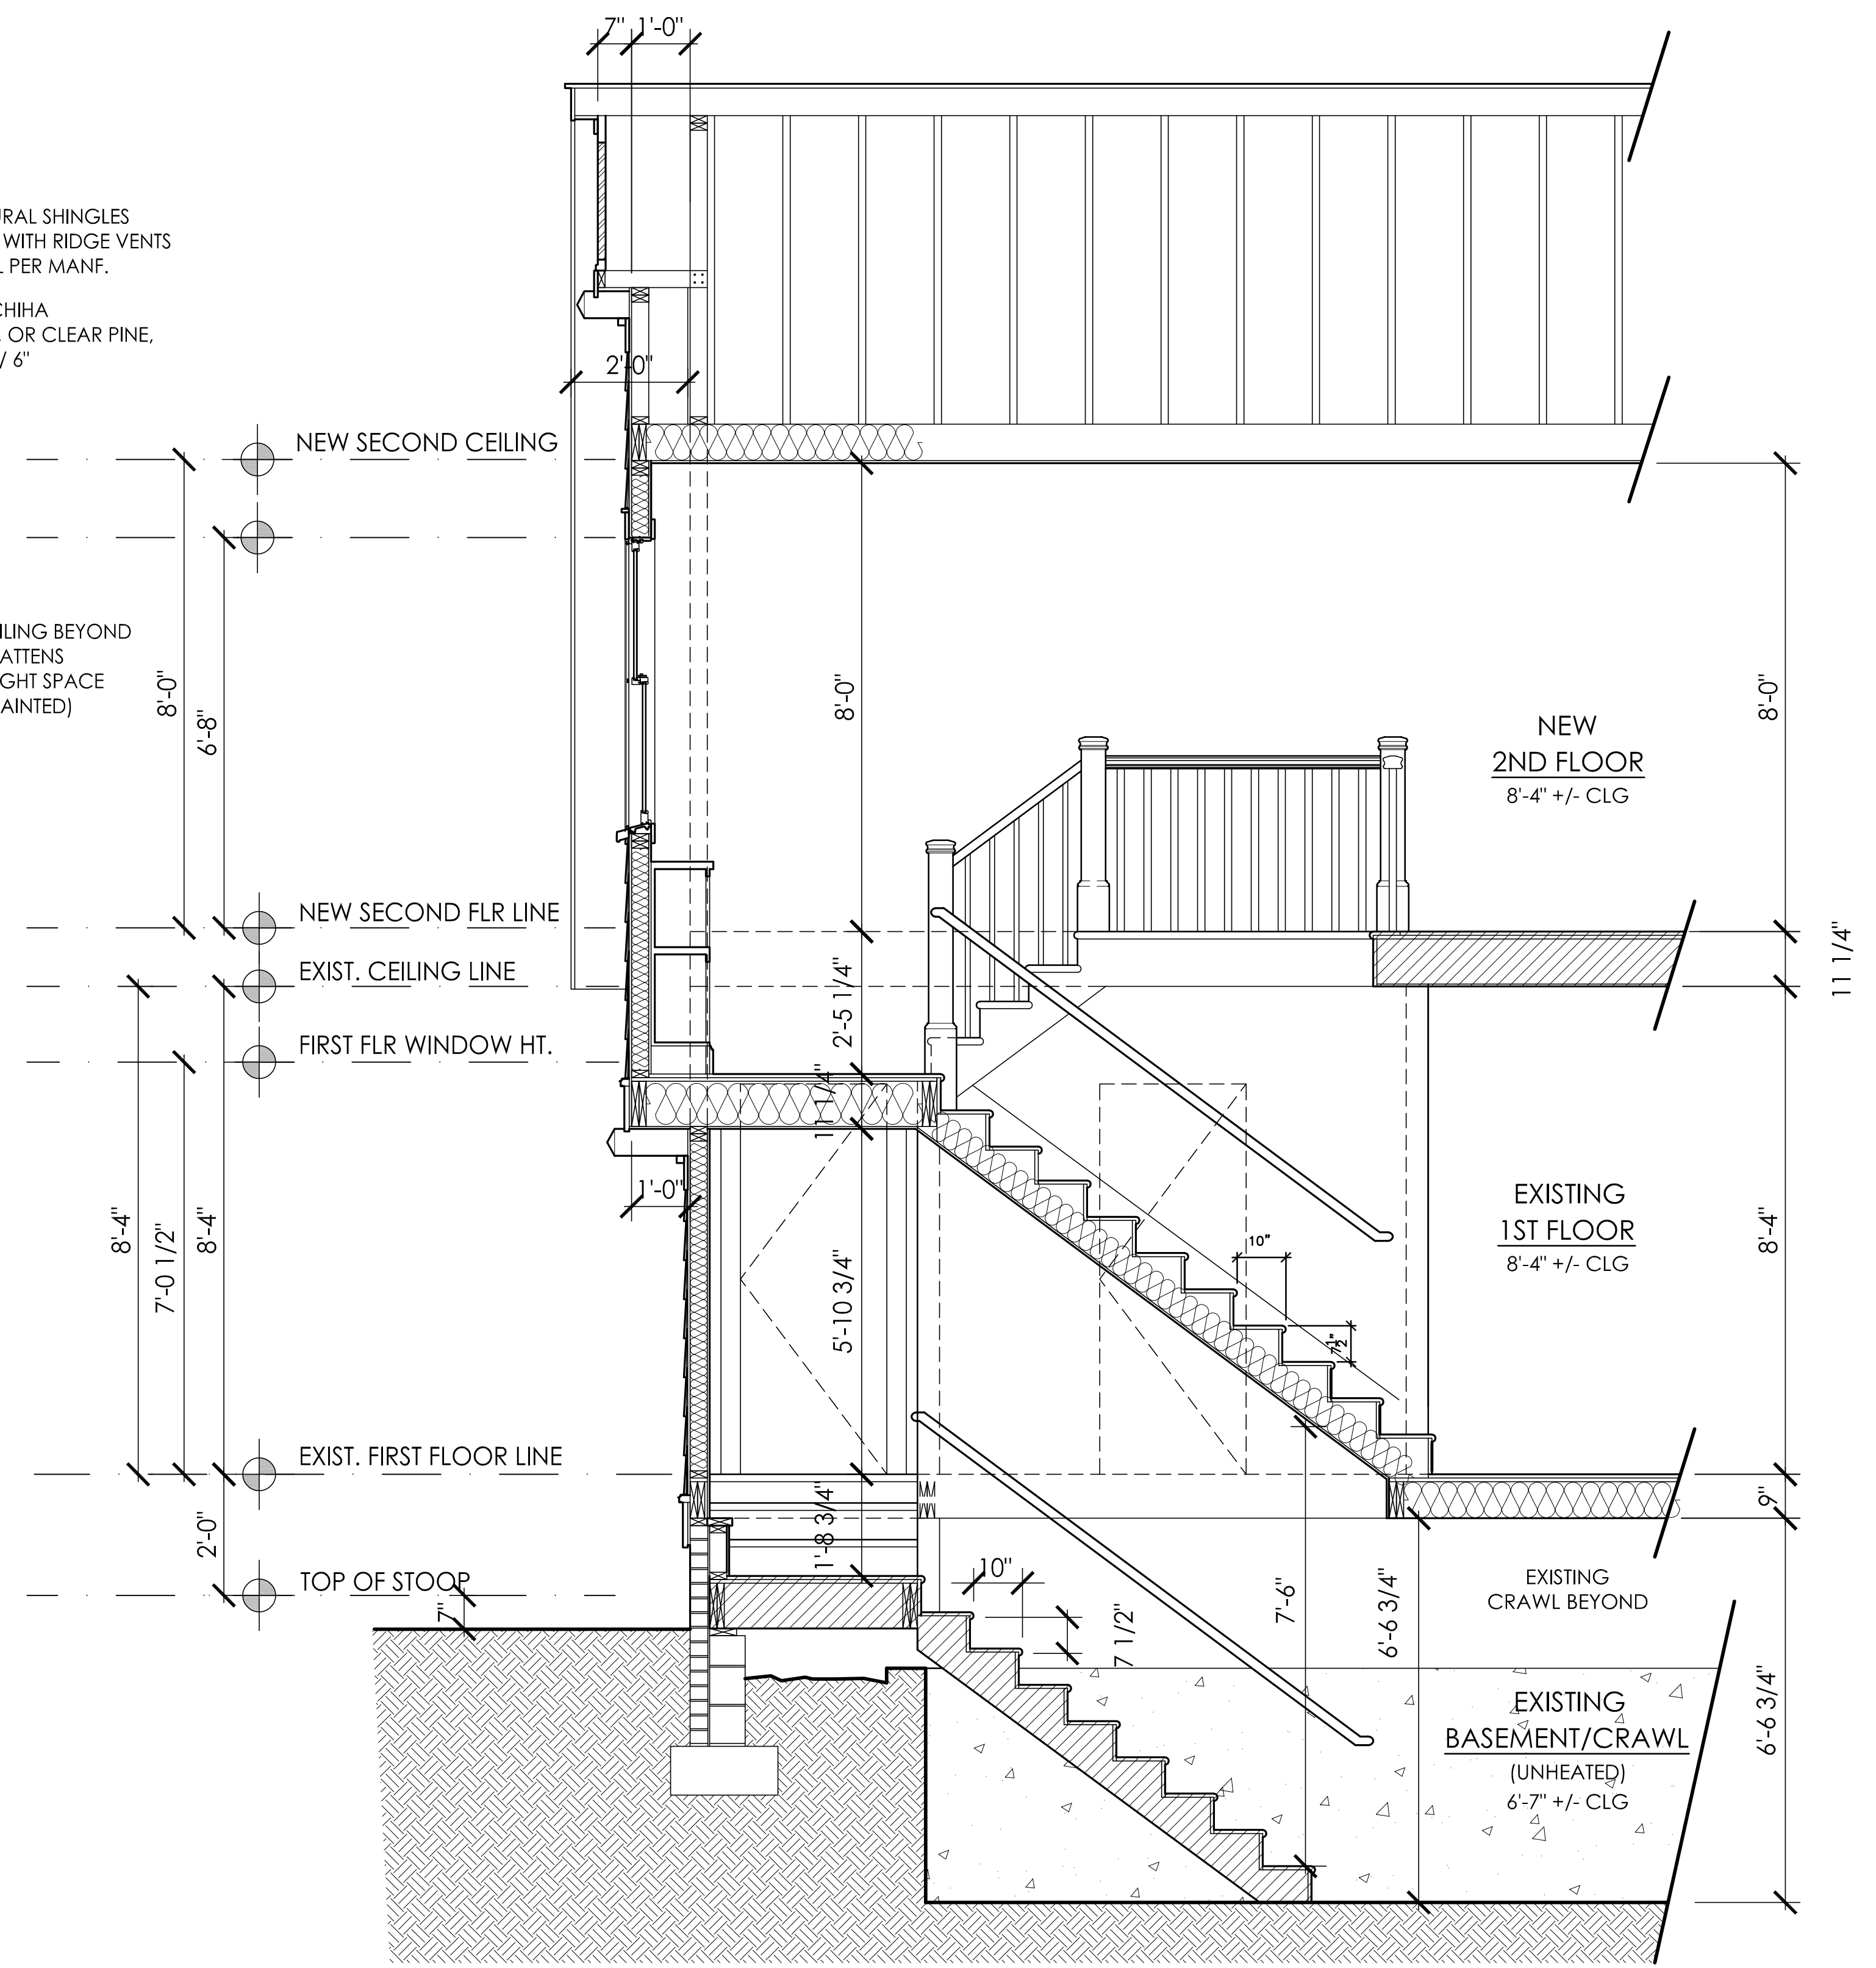 7" 1'-0"
URAL SHINGLES
WITH RIDGE VENTS
L PER MANF.
CHIHA
OR CLEAR PINE,
/ 6"
2'-0"
NEW SECOND CEILING
ILING BEYOND
ATTENS
GHT SPACE
AINTED)
8'-0"
6'-8"
8'-0"
8'-0"
NEW
2ND FLOOR
8'-4" +/- CLG
NEW SECOND FLR LINE
EXIST. CEILING LINE
FIRST FLR WINDOW HT.
2'-5 1/4"
11 1/4"
11 1/4"
1'-0"
8'-4"
7'-0 1/2"
8'-4"
5'-10 3/4"
10"
7 1/2"
EXISTING
1ST FLOOR
8'-4" +/- CLG
8'-4"
EXIST. FIRST FLOOR LINE
2'-0"
1'-8 3/4"
9"
TOP OF STOOP
7"
10"
7 1/2"
7'-6"
6'-6 3/4"
EXISTING
CRAWL BEYOND
EXISTING
BASEMENT/CRAWL
(UNHEATED)
6'-7" +/- CLG
6'-6 3/4"